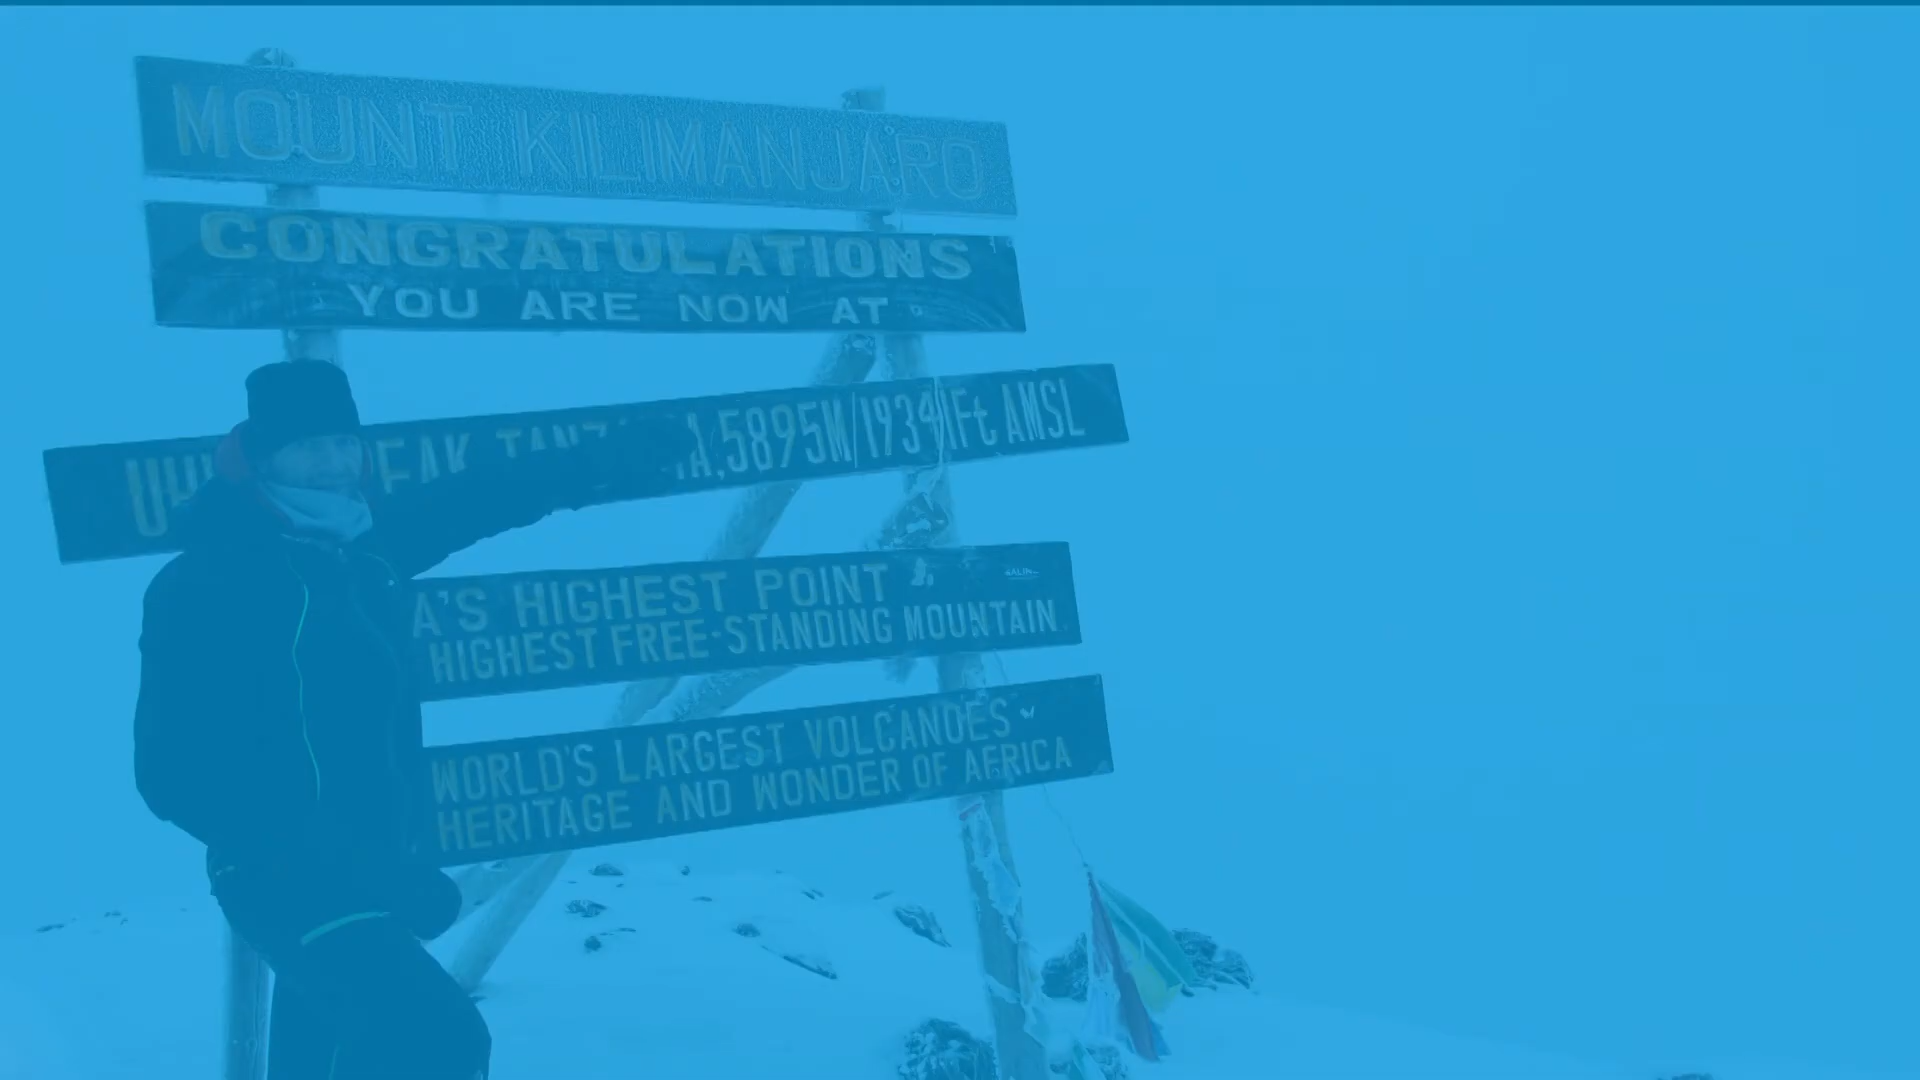 MOUNT KILIMANJARO
CONGRATULATIONS
YOU ARE NOW AT
5895M/19341Ft AMSL
A'S HIGHEST POINT
HIGHEST FREE-STANDING MOUNTAIN
WORLD'S LARGEST VOLCANOES
HERITAGE AND WONDER OF AFRICA